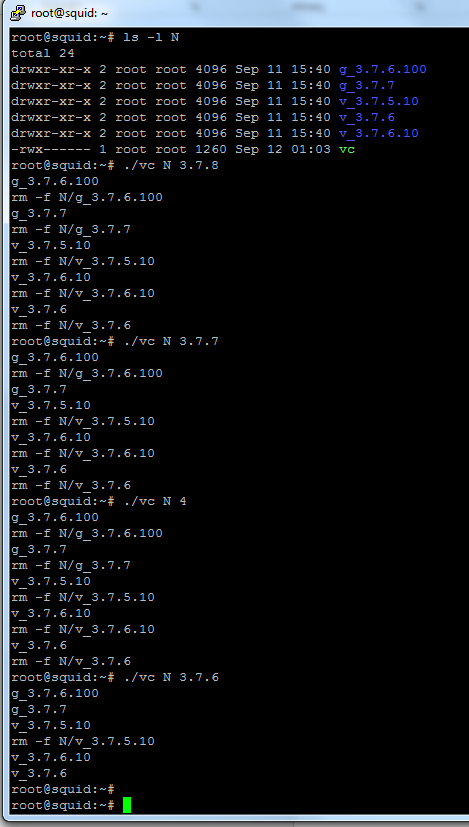 root@squid: ~
root@squid:~# ls -l N
total 24
drwxr-xr-x 2 root root 4096 Sep 11 15:40 g_3.7.6.100
drwxr-xr-x 2 root root 4096 Sep 11 15:40 g_3.7.7
drwxr-xr-x 2 root root 4096 Sep 11 15:40 v_3.7.5.10
drwxr-xr-x 2 root root 4096 Sep 11 15:40 v_3.7.6
drwxr-xr-x 2 root root 4096 Sep 11 15:40 v_3.7.6.10
-rwx------ 1 root root 1260 Sep 12 01:03 vc
root@squid:~# ./vc N 3.7.8
g_3.7.6.100
rm -f N/g_3.7.6.100
g_3.7.7
rm -f N/g_3.7.7
v_3.7.5.10
rm -f N/v_3.7.5.10
v_3.7.6.10
rm -f N/v_3.7.6.10
v_3.7.6
rm -f N/v_3.7.6
root@squid:~# ./vc N 3.7.7
g_3.7.6.100
rm -f N/g_3.7.6.100
g_3.7.7
v_3.7.5.10
rm -f N/v_3.7.5.10
v_3.7.6.10
rm -f N/v_3.7.6.10
v_3.7.6
rm -f N/v_3.7.6
root@squid:~# ./vc N 4
g_3.7.6.100
rm -f N/g_3.7.6.100
g_3.7.7
rm -f N/g_3.7.7
v_3.7.5.10
rm -f N/v_3.7.5.10
v_3.7.6.10
rm -f N/v_3.7.6.10
v_3.7.6
rm -f N/v_3.7.6
root@squid:~# ./vc N 3.7.6
g_3.7.6.100
g_3.7.7
v_3.7.5.10
rm -f N/v_3.7.5.10
v_3.7.6.10
v_3.7.6
root@squid:~#
root@squid:~#